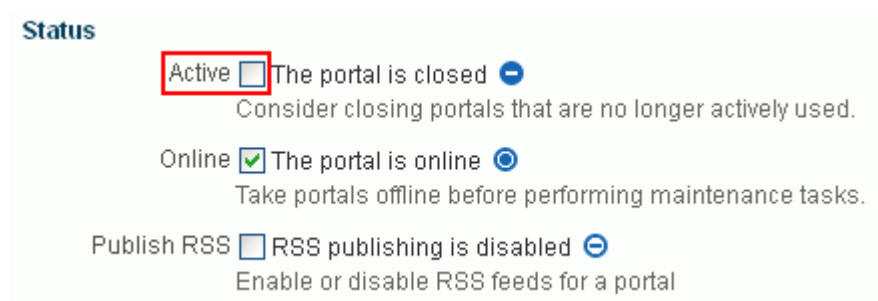 Status
Active The portal is closed
Consider closing portals that are no longer actively used.
Online The portal is online
Take portals offline before performing maintenance tasks.
Publish RSS RSS publishing is disabled
Enable or disable RSS feeds for a portal